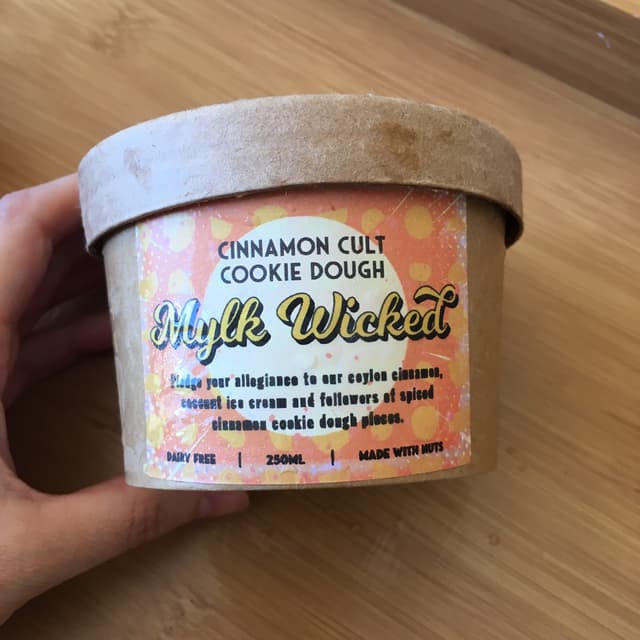 CINNAMON CULT
COOKIE DOUGH
Mylk Wicked
Pledge your allegiance to our ceylon cinnamon,
coconut ice cream and followers of spiced
cinnamon cookie dough pieces.
DAIRY FREE | 250ML | MADE WITH NUTS